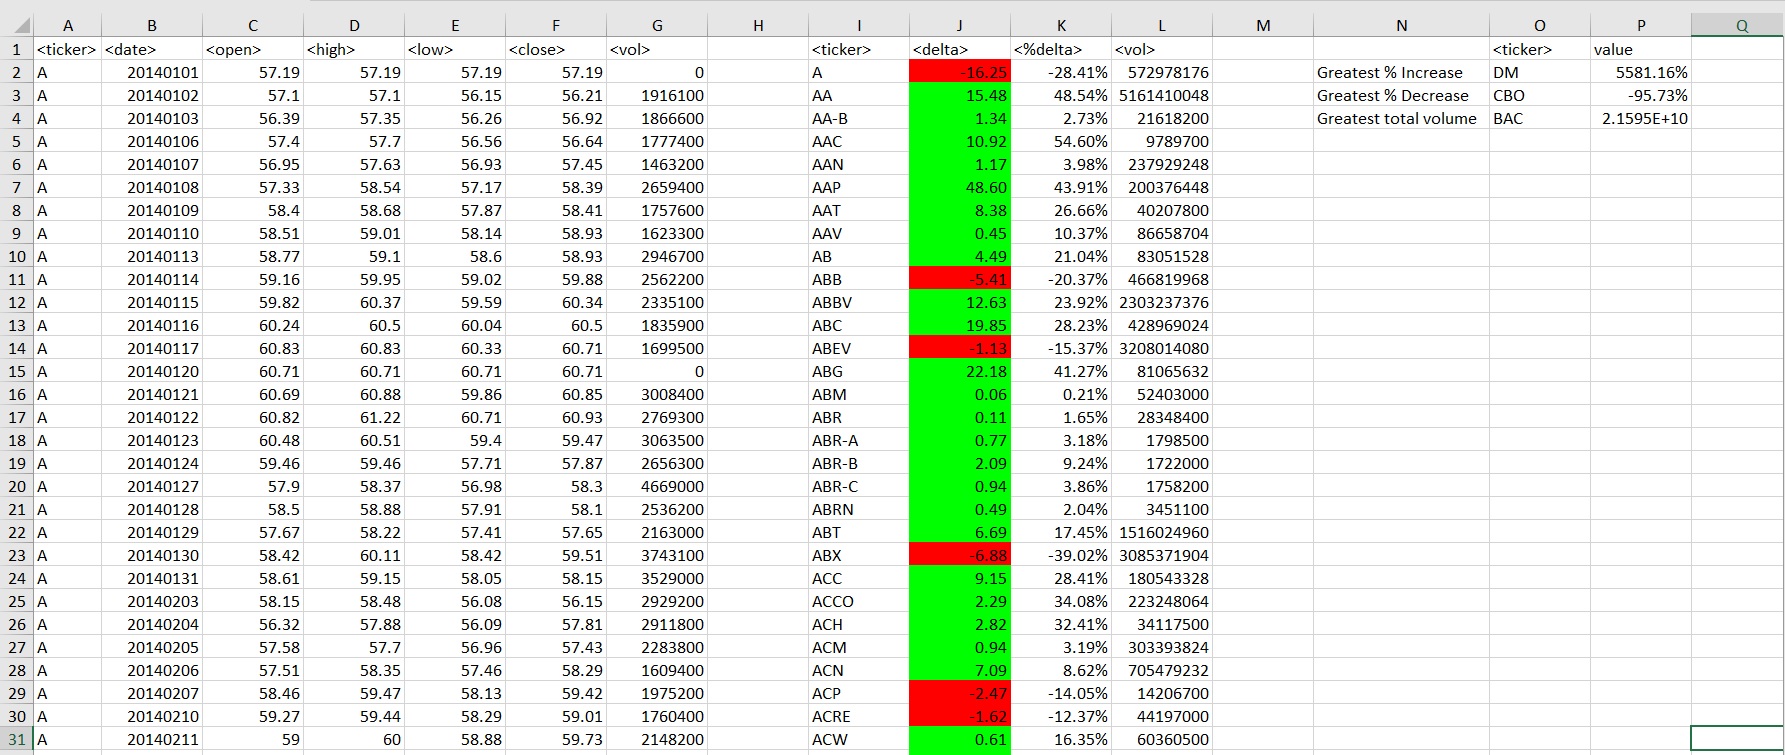 A B C D E F G H I J K L M N O P Q
1 <ticker> <date> <open> <high> <low> <close> <vol> <ticker> <delta> <%delta> <vol> <ticker> value
2 A 20140101 57.19 57.19 57.19 57.19 0 A -16.25 -28.41% 572978176 Greatest % Increase DM 5581.16%
3 A 20140102 57.1 57.1 56.15 56.21 1916100 AA 15.48 48.54% 5161410048 Greatest % Decrease CBO -95.73%
4 A 20140103 56.39 57.35 56.26 56.92 1866600 AA-B 1.34 2.73% 21618200 Greatest total volume BAC 2.1595E+10
5 A 20140106 57.4 57.7 56.56 56.64 1777400 AAC 10.92 54.60% 9789700
6 A 20140107 56.95 57.63 56.93 57.45 1463200 AAN 1.17 3.98% 237929248
7 A 20140108 57.33 58.54 57.17 58.39 2659400 AAP 48.60 43.91% 200376448
8 A 20140109 58.4 58.68 57.87 58.41 1757600 AAT 8.38 26.66% 40207800
9 A 20140110 58.51 59.01 58.14 58.93 1623300 AAV 0.45 10.37% 86658704
10 A 20140113 58.77 59.1 58.6 58.93 2946700 AB 4.49 21.04% 83051528
11 A 20140114 59.16 59.95 59.02 59.88 2562200 ABB -5.41 -20.37% 466819968
12 A 20140115 59.82 60.37 59.59 60.34 2335100 ABBV 12.63 23.92% 2303237376
13 A 20140116 60.24 60.5 60.04 60.5 1835900 ABC 19.85 28.23% 428969024
14 A 20140117 60.83 60.83 60.33 60.71 1699500 ABEV -1.13 -15.37% 3208014080
15 A 20140120 60.71 60.71 60.71 60.71 0 ABG 22.18 41.27% 81065632
16 A 20140121 60.69 60.88 59.86 60.85 3008400 ABM 0.06 0.21% 52403000
17 A 20140122 60.82 61.22 60.71 60.93 2769300 ABR 0.11 1.65% 28348400
18 A 20140123 60.48 60.51 59.4 59.47 3063500 ABR-A 0.77 3.18% 1798500
19 A 20140124 59.46 59.46 57.71 57.87 2656300 ABR-B 2.09 9.24% 1722000
20 A 20140127 57.9 58.37 56.98 58.3 4669000 ABR-C 0.94 3.86% 1758200
21 A 20140128 58.5 58.88 57.91 58.1 2536200 ABRN 0.49 2.04% 3451100
22 A 20140129 57.67 58.22 57.41 57.65 2163000 ABT 6.69 17.45% 1516024960
23 A 20140130 58.42 60.11 58.42 59.51 3743100 ABX -6.88 -39.02% 3085371904
24 A 20140131 58.61 59.15 58.05 58.15 3529000 ACC 9.15 28.41% 180543328
25 A 20140203 58.15 58.48 56.08 56.15 2929200 ACCO 2.29 34.08% 223248064
26 A 20140204 56.32 57.88 56.09 57.81 2911800 ACH 2.82 32.41% 34117500
27 A 20140205 57.58 57.7 56.96 57.43 2283800 ACM 0.94 3.19% 303393824
28 A 20140206 57.51 58.35 57.46 58.29 1609400 ACN 7.09 8.62% 705479232
29 A 20140207 58.46 59.47 58.13 59.42 1975200 ACP -2.47 -14.05% 14206700
30 A 20140210 59.27 59.44 58.29 59.01 1760400 ACRE -1.62 -12.37% 44197000
31 A 20140211 59 60 58.88 59.73 2148200 ACW 0.61 16.35% 60360500